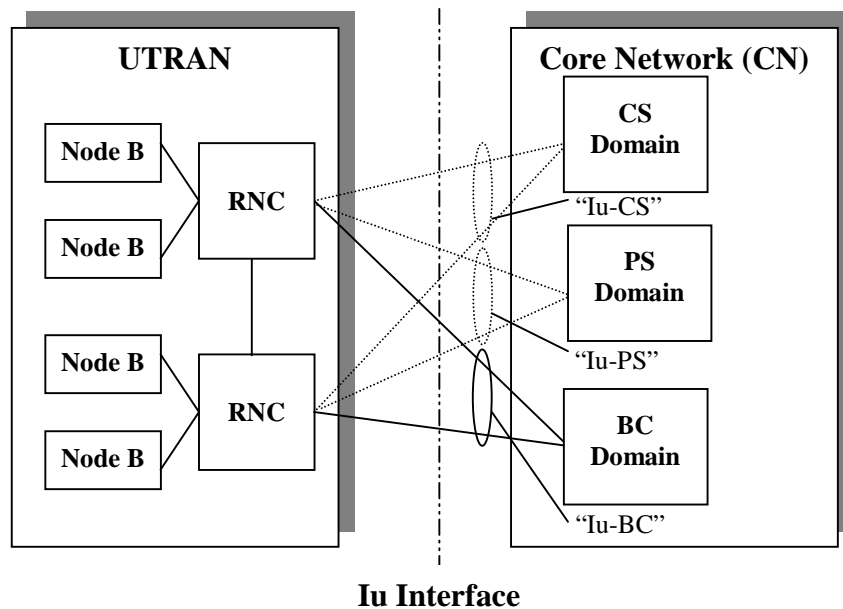 UTRAN
Core Network (CN)
Node B
Node B
RNC
Node B
Node B
RNC
CS
Domain
“Iu-CS”
PS
Domain
“Iu-PS”
BC
Domain
“Iu-BC”
Iu Interface